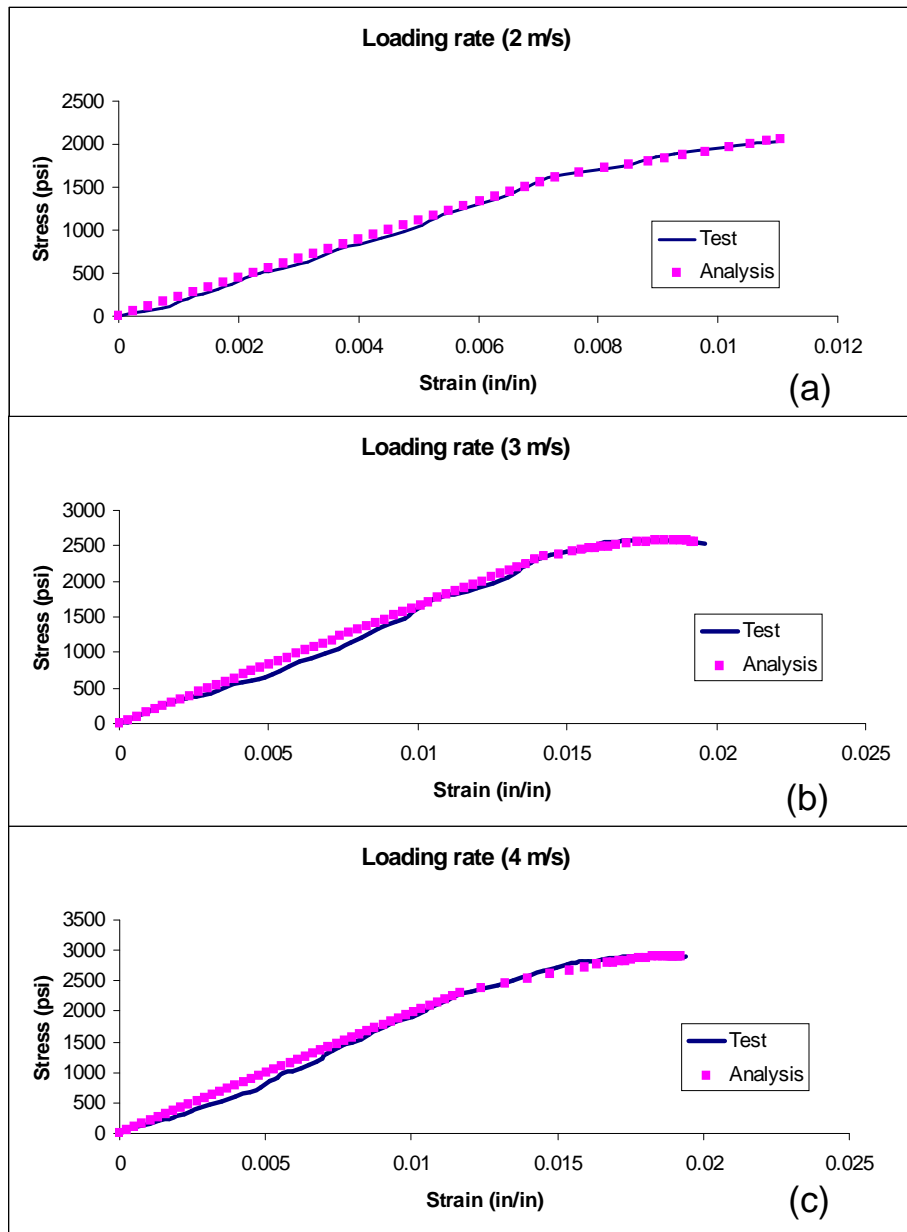 Loading rate (2 m/s)
Stress (psi)
2500
2000
1500
1000
500
0
0 0.002 0.004 0.006 0.008 0.01 0.012
Strain (in/in)
Test
Analysis
(a)
Loading rate (3 m/s)
Stress (psi)
3000
2500
2000
1500
1000
500
0
0 0.005 0.01 0.015 0.02 0.025
Strain (in/in)
Test
Analysis
(b)
Loading rate (4 m/s)
Stress (psi)
3500
3000
2500
2000
1500
1000
500
0
0 0.005 0.01 0.015 0.02 0.025
Strain (in/in)
Test
Analysis
(c)